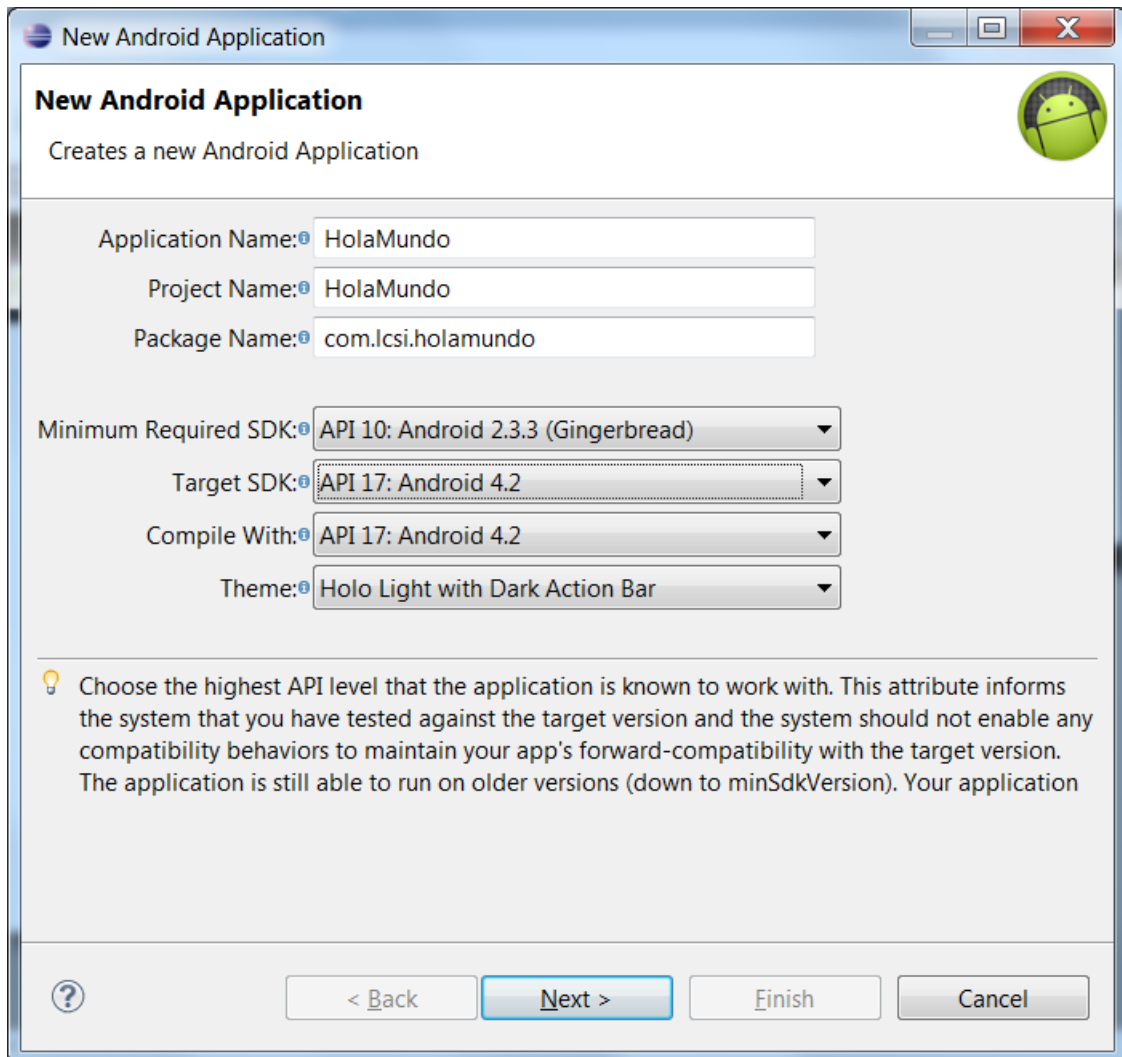 New Android Application
New Android Application
Creates a new Android Application
Application Name: HolaMundo
Project Name: HolaMundo
Package Name: com.lcsi.holamundo
Minimum Required SDK: API 10: Android 2.3.3 (Gingerbread)
Target SDK: API 17: Android 4.2
Compile With: API 17: Android 4.2
Theme: Holo Light with Dark Action Bar
Choose the highest API level that the application is known to work with. This attribute informs
the system that you have tested against the target version and the system should not enable any
compatibility behaviors to maintain your app's forward-compatibility with the target version.
The application is still able to run on older versions (down to minSdkVersion). Your application
< Back Next > Finish Cancel